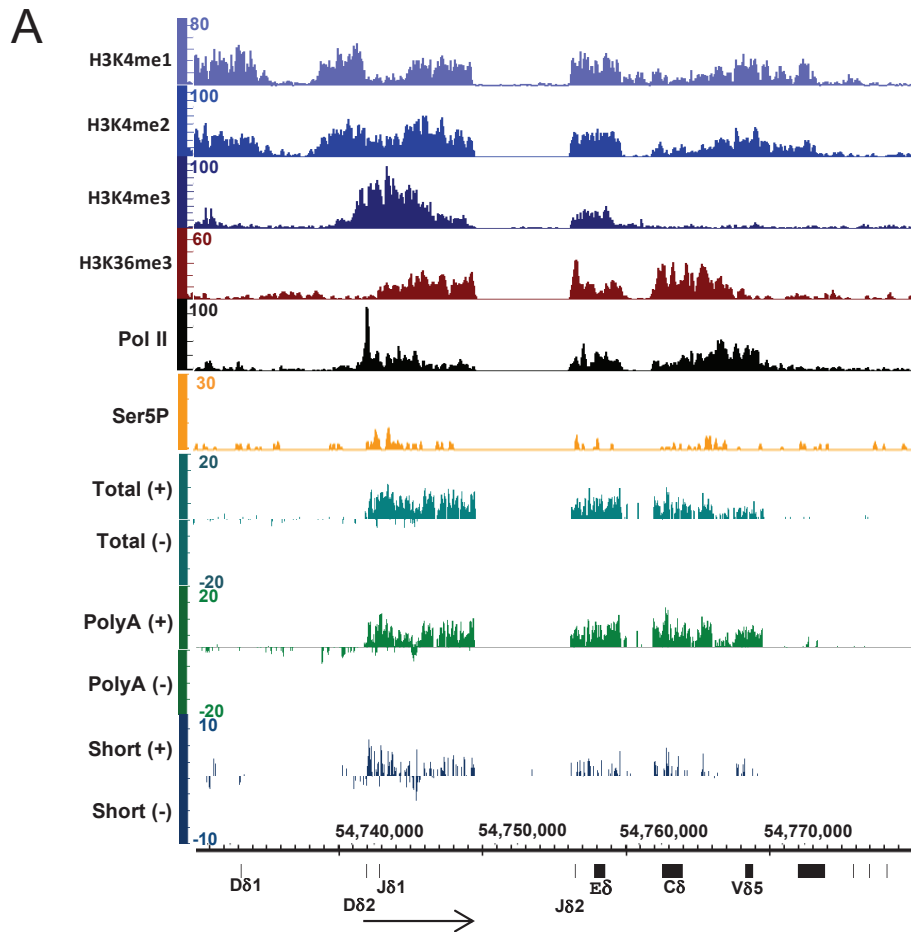 A
80
H3K4me1
100
H3K4me2
100
H3K4me3
60
H3K36me3
100
Pol II
30
Ser5P
20
Total (+)
Total (-)
-20
20
PolyA (+)
PolyA (-)
-20
10
Short (+)
Short (-)
-10
54,740,000 54,750,000 54,760,000 54,770,000
Dδ1 Jδ1 Eδ Cδ Vδ5
Dδ2 Jδ2